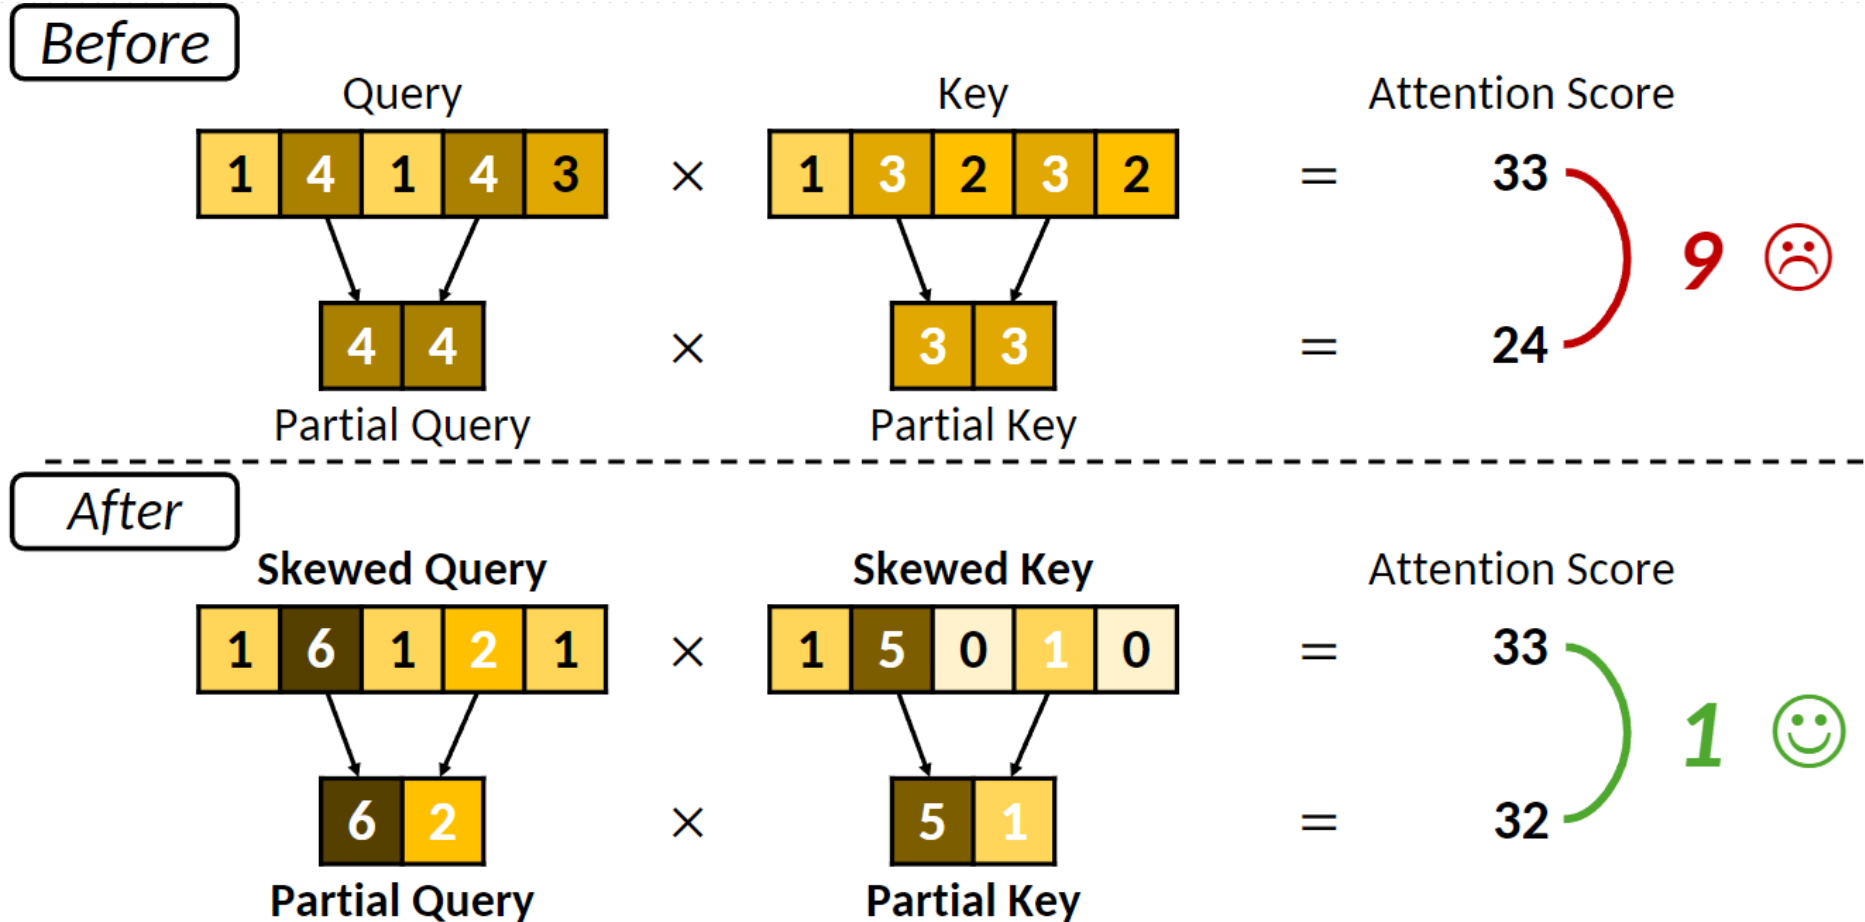 Before
Query Key Attention Score
1 4 1 4 3 × 1 3 2 3 2 = 33
9
4 4 × 3 3 = 24
Partial Query Partial Key
After
Skewed Query Skewed Key Attention Score
1 6 1 2 1 × 1 5 0 1 0 = 33
1
6 2 × 5 1 = 32
Partial Query Partial Key